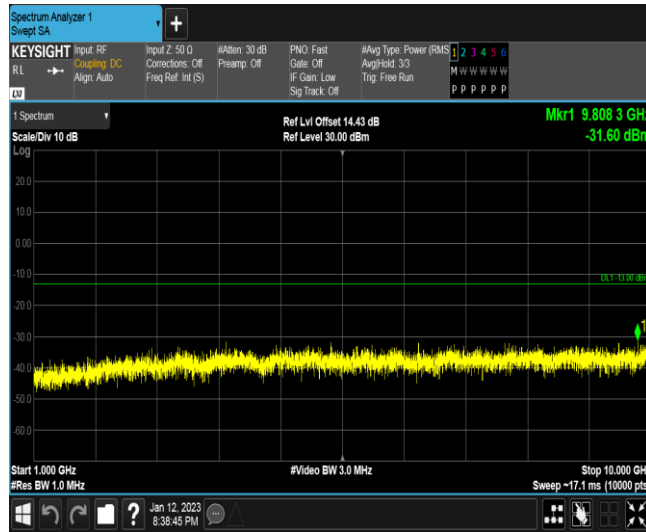 Spectrum Analyzer 1
Swept SA
+
KEYSIGHT
RL
LXI
Input: RF
Coupling: DC
Align: Auto
Input Z: 50 Ω
Corrections: Off
Freq Ref: Int (S)
#Atten: 30 dB
Preamp: Off
PNO: Fast
Gate: Off
IF Gain: Low
Sig Track: Off
#Avg Type: Power (RMS
Avg|Hold: 3/3
Trig: Free Run
1 2 3 4 5 6
M W W W W W
P P P P P P
1 Spectrum
Scale/Div 10 dB
Log
Ref Lvl Offset 14.43 dB
Ref Level 30.00 dBm
Mkr1 9.808 3 GHz
-31.60 dBm
20.0
10.0
0.00
-10.0
DL1 -13.00 dBm
-20.0
-30.0
1
-40.0
-50.0
-60.0
Start 1.000 GHz
#Res BW 1.0 MHz
#Video BW 3.0 MHz
Stop 10.000 GHz
Sweep ~17.1 ms (10000 pts
?
Jan 12, 2023
8:38:45 PM